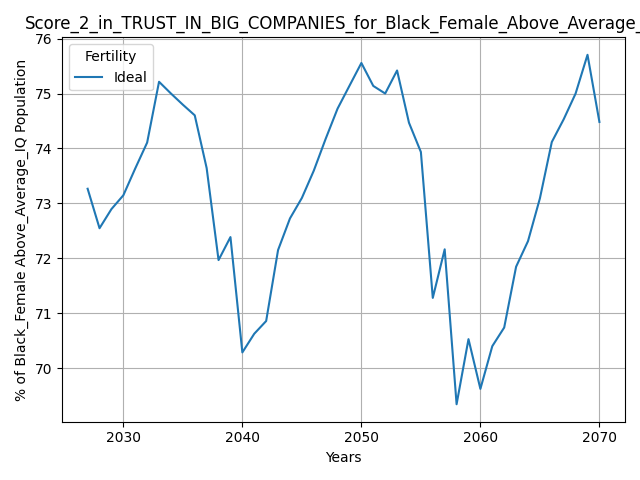 Score_2_in_TRUST_IN_BIG_COMPANIES_for_Black_Female_Above_Average_
76
75
74
73
72
71
70
% of Black_Female Above_Average_IQ Population
Fertility
Ideal
2030 2040 2050 2060 2070
Years